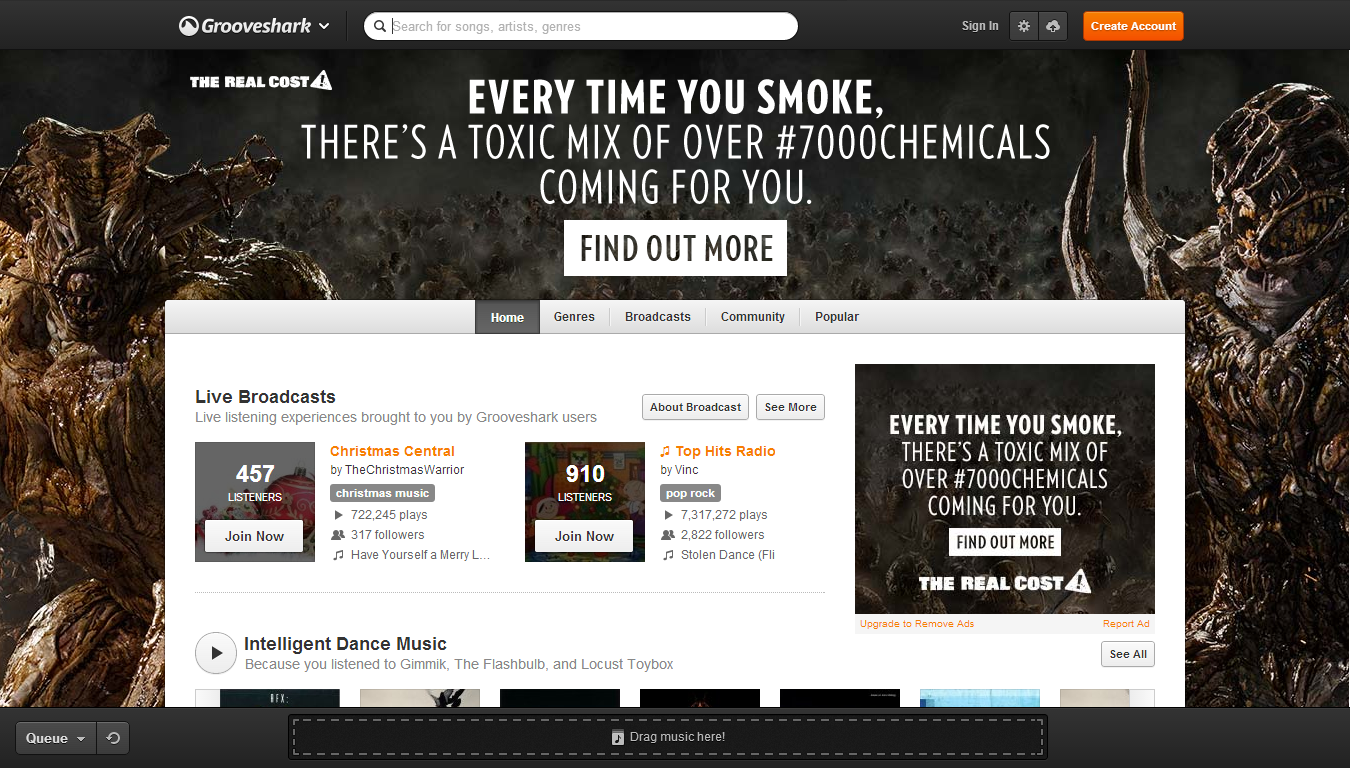 Grooveshark
Search for songs, artists, genres
Sign In
Create Account
THE REAL COST
EVERY TIME YOU SMOKE,
THERE'S A TOXIC MIX OF OVER #7000CHEMICALS
COMING FOR YOU.
FIND OUT MORE
Home
Genres
Broadcasts
Community
Popular
Live Broadcasts
Live listening experiences brought to you by Grooveshark users
About Broadcast
See More
457
LISTENERS
Join Now
Christmas Central
by TheChristmasWarrior
christmas music
722,245 plays
317 followers
Have Yourself a Merry L...
910
LISTENERS
Join Now
Top Hits Radio
by Vinc
pop rock
7,317,272 plays
2,822 followers
Stolen Dance (Fli
EVERY TIME YOU SMOKE,
THERE'S A TOXIC MIX OF
OVER #7000CHEMICALS
COMING FOR YOU.
FIND OUT MORE
THE REAL COST
Upgrade to Remove Ads
Report Ad
Intelligent Dance Music
Because you listened to Gimmik, The Flashbulb, and Locust Toybox
See All
AFX:
Queue
Drag music here!